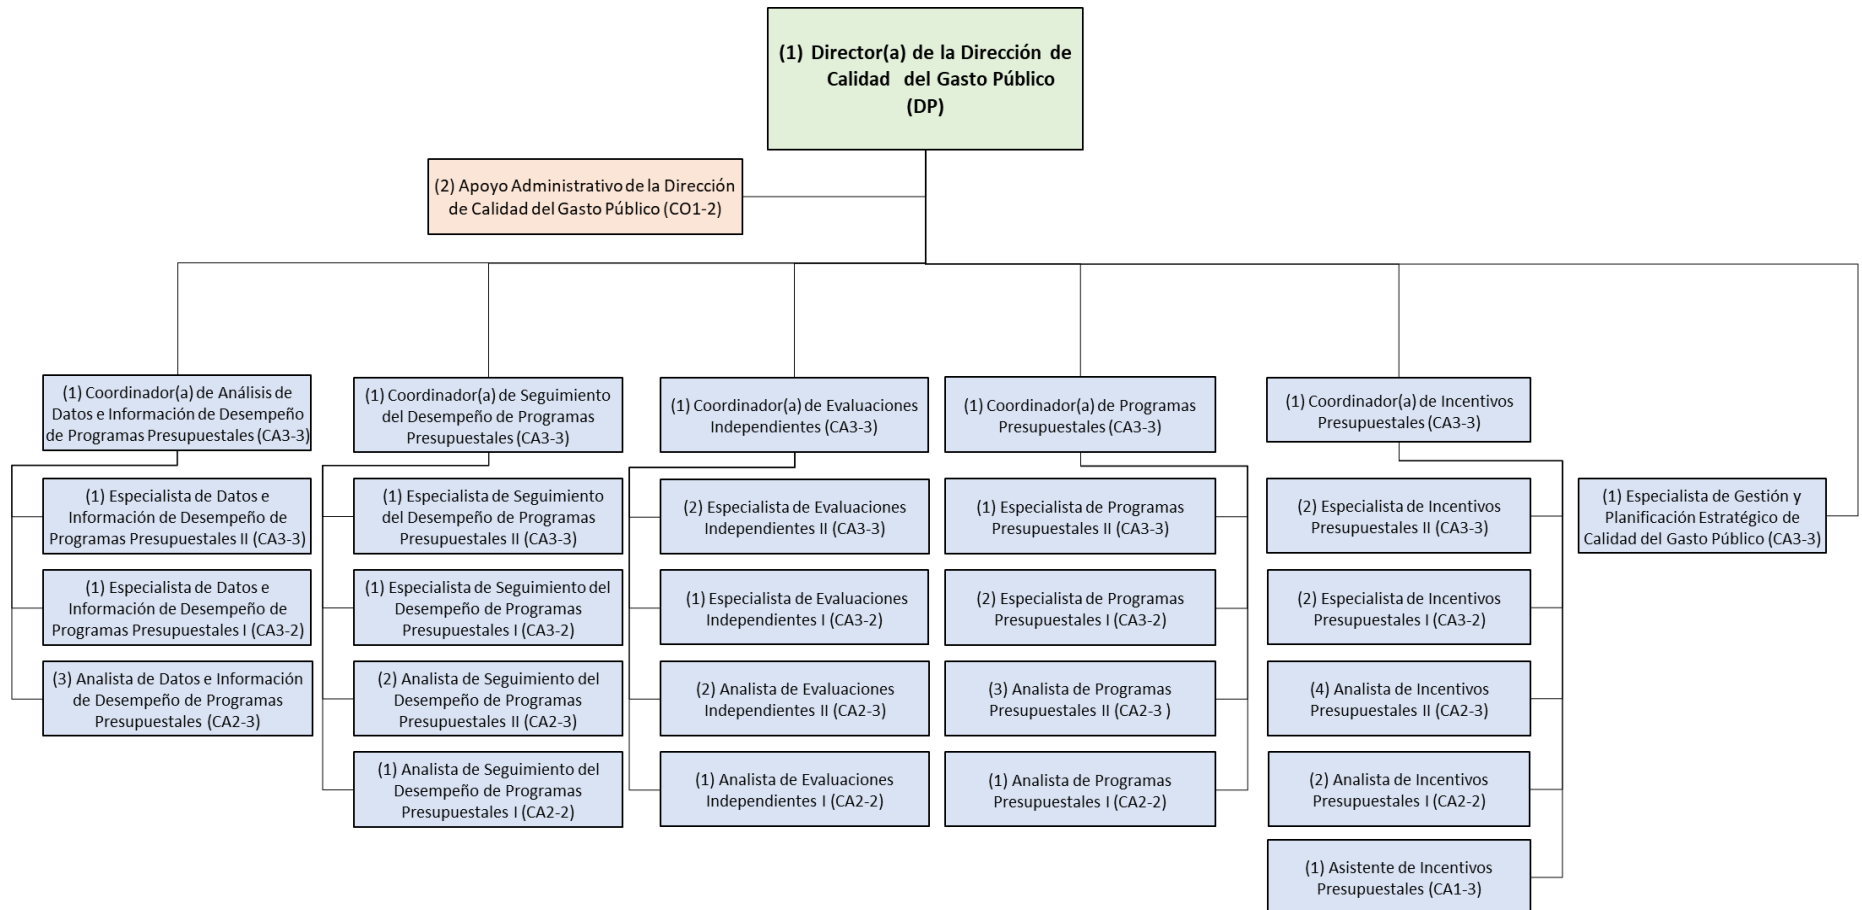 (1) Director(a) de la Dirección de
Calidad del Gasto Público
(DP)
(2) Apoyo Administrativo de la Dirección
de Calidad del Gasto Público (CO1-2)
(1) Coordinador(a) de Análisis de
Datos e Información de Desempeño
de Programas Presupuestales (CA3-3)
(1) Especialista de Datos e
Información de Desempeño de
Programas Presupuestales II (CA3-3)
(1) Especialista de Datos e
Información de Desempeño de
Programas Presupuestales I (CA3-2)
(3) Analista de Datos e Información
de Desempeño de Programas
Presupuestales (CA2-3)
(1) Coordinador(a) de Seguimiento
del Desempeño de Programas
Presupuestales (CA3-3)
(1) Especialista de Seguimiento
del Desempeño de Programas
Presupuestales II (CA3-3)
(1) Especialista de Seguimiento del
Desempeño de Programas
Presupuestales I (CA3-2)
(2) Analista de Seguimiento del
Desempeño de Programas
Presupuestales II (CA2-3)
(1) Analista de Seguimiento del
Desempeño de Programas
Presupuestales I (CA2-2)
(1) Coordinador(a) de Evaluaciones
Independientes (CA3-3)
(2) Especialista de Evaluaciones
Independientes II (CA3-3)
(1) Especialista de Evaluaciones
Independientes I (CA3-2)
(2) Analista de Evaluaciones
Independientes II (CA2-3)
(1) Analista de Evaluaciones
Independientes I (CA2-2)
(1) Coordinador(a) de Programas
Presupuestales (CA3-3)
(1) Especialista de Programas
Presupuestales II (CA3-3)
(2) Especialista de Programas
Presupuestales I (CA3-2)
(3) Analista de Programas
Presupuestales II (CA2-3 )
(1) Analista de Programas
Presupuestales I (CA2-2)
(1) Coordinador(a) de Incentivos
Presupuestales (CA3-3)
(2) Especialista de Incentivos
Presupuestales II (CA3-3)
(2) Especialista de Incentivos
Presupuestales I (CA3-2)
(4) Analista de Incentivos
Presupuestales II (CA2-3)
(2) Analista de Incentivos
Presupuestales I (CA2-2)
(1) Asistente de Incentivos
Presupuestales (CA1-3)
(1) Especialista de Gestión y
Planificación Estratégico de
Calidad del Gasto Público (CA3-3)